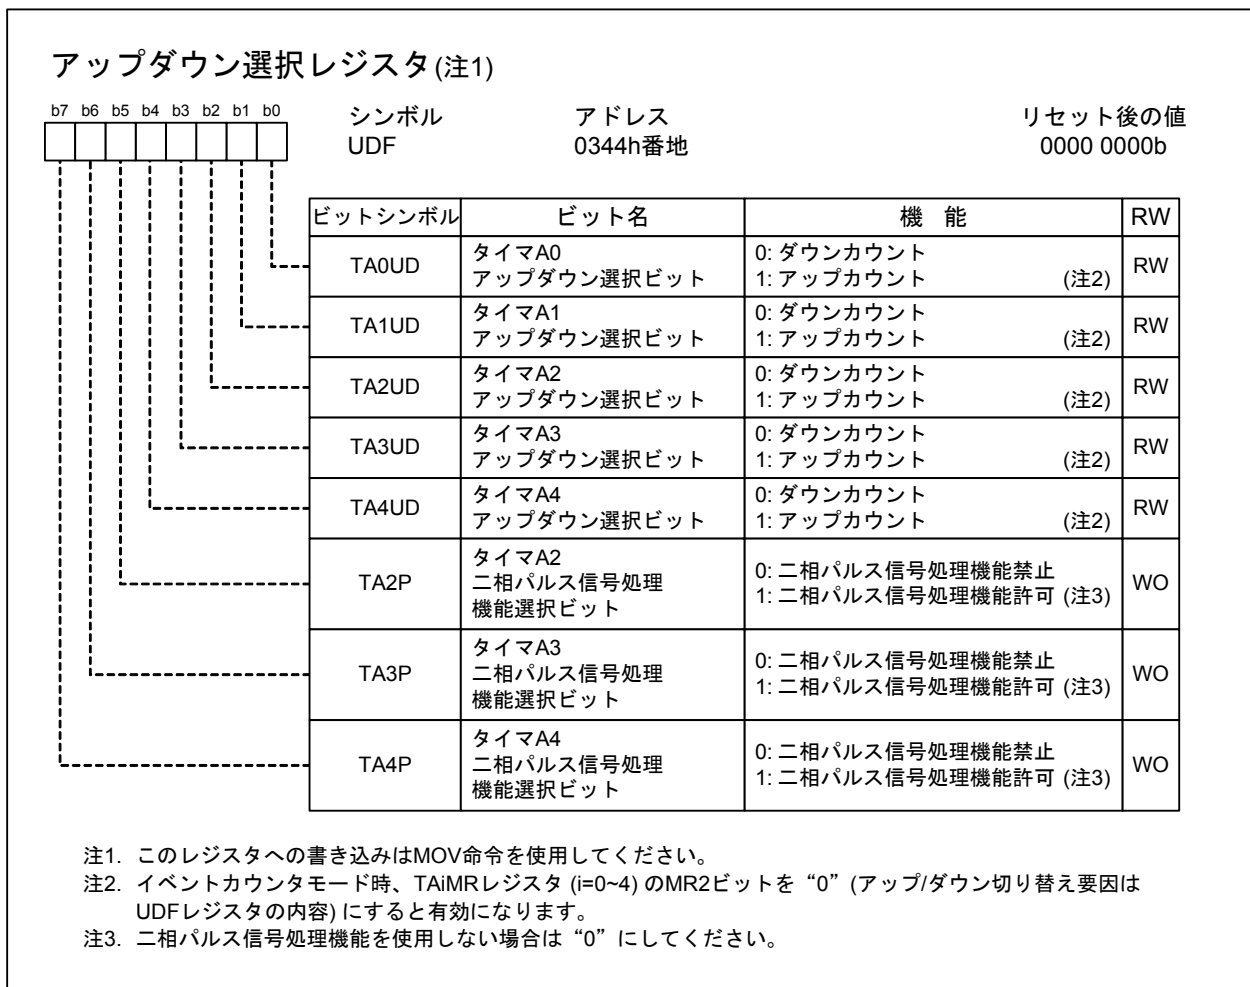 アップダウン選択レジスタ(注1)
b7 b6 b5 b4 b3 b2 b1 b0
シンボル アドレス リセット後の値
UDF 0344h番地 0000 0000b
ビットシンボル ビット名 機 能 RW
TA0UD タイマA0 アップダウン選択ビット 0: ダウンカウント 1: アップカウント (注2) RW
TA1UD タイマA1 アップダウン選択ビット 0: ダウンカウント 1: アップカウント (注2) RW
TA2UD タイマA2 アップダウン選択ビット 0: ダウンカウント 1: アップカウント (注2) RW
TA3UD タイマA3 アップダウン選択ビット 0: ダウンカウント 1: アップカウント (注2) RW
TA4UD タイマA4 アップダウン選択ビット 0: ダウンカウント 1: アップカウント (注2) RW
TA2P タイマA2 二相パルス信号処理 機能選択ビット 0: 二相パルス信号処理機能禁止 1: 二相パルス信号処理機能許可 (注3) WO
TA3P タイマA3 二相パルス信号処理 機能選択ビット 0: 二相パルス信号処理機能禁止 1: 二相パルス信号処理機能許可 (注3) WO
TA4P タイマA4 二相パルス信号処理 機能選択ビット 0: 二相パルス信号処理機能禁止 1: 二相パルス信号処理機能許可 (注3) WO
注1. このレジスタへの書き込みはMOV命令を使用してください。
注2. イベントカウンタモード時、TAiMRレジスタ (i=0~4) のMR2ビットを“0”(アップ/ダウン切り替え要因は
UDFレジスタの内容) にすると有効になります。
注3. 二相パルス信号処理機能を使用しない場合は“0”にしてください。